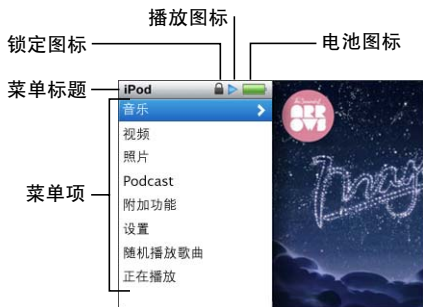 播放图标
锁定图标
电池图标
菜单标题
iPod
音乐
视频
照片
Podcast
菜单项
附加功能
设置
随机播放歌曲
正在播放
ARR
OWS